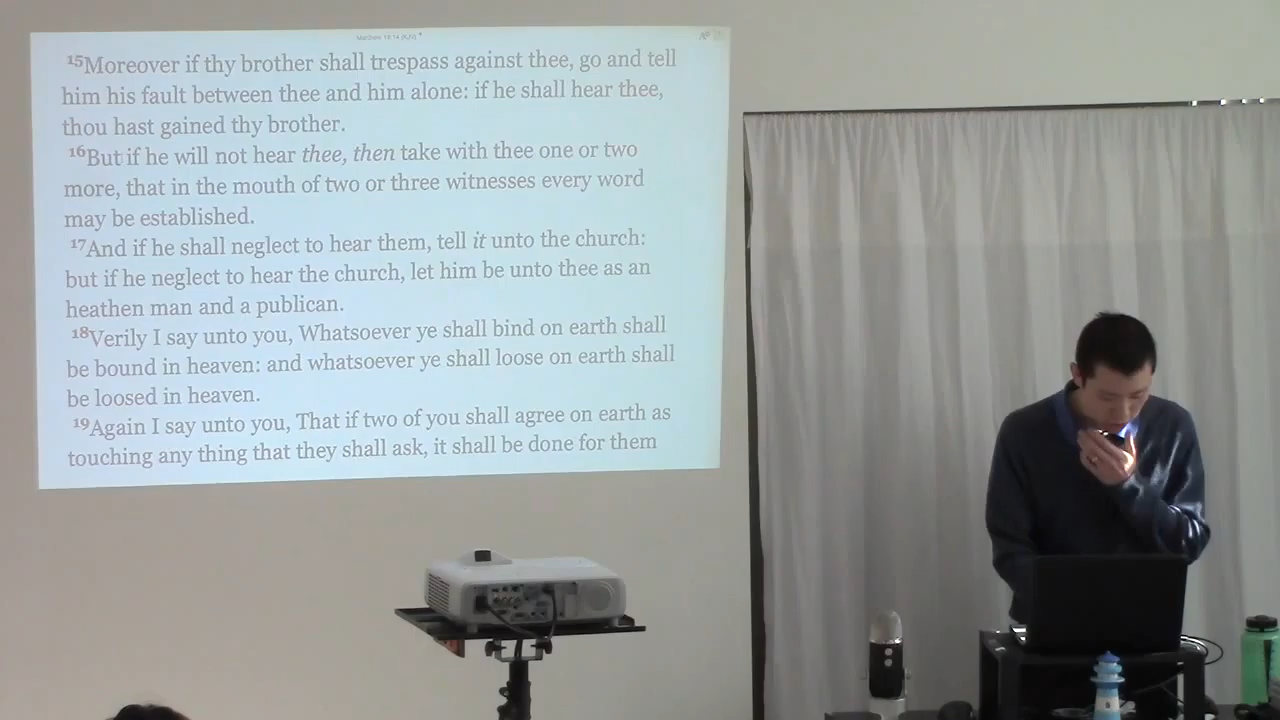 Matthew 18:14 (KJV)
15Moreover if thy brother shall trespass against thee, go and tell
him his fault between thee and him alone: if he shall hear thee,
thou hast gained thy brother.
16But if he will not hear thee, then take with thee one or two
more, that in the mouth of two or three witnesses every word
may be established.
17And if he shall neglect to hear them, tell it unto the church:
but if he neglect to hear the church, let him be unto thee as an
heathen man and a publican.
18Verily I say unto you, Whatsoever ye shall bind on earth shall
be bound in heaven: and whatsoever ye shall loose on earth shall
be loosed in heaven.
19Again I say unto you, That if two of you shall agree on earth as
touching any thing that they shall ask, it shall be done for them